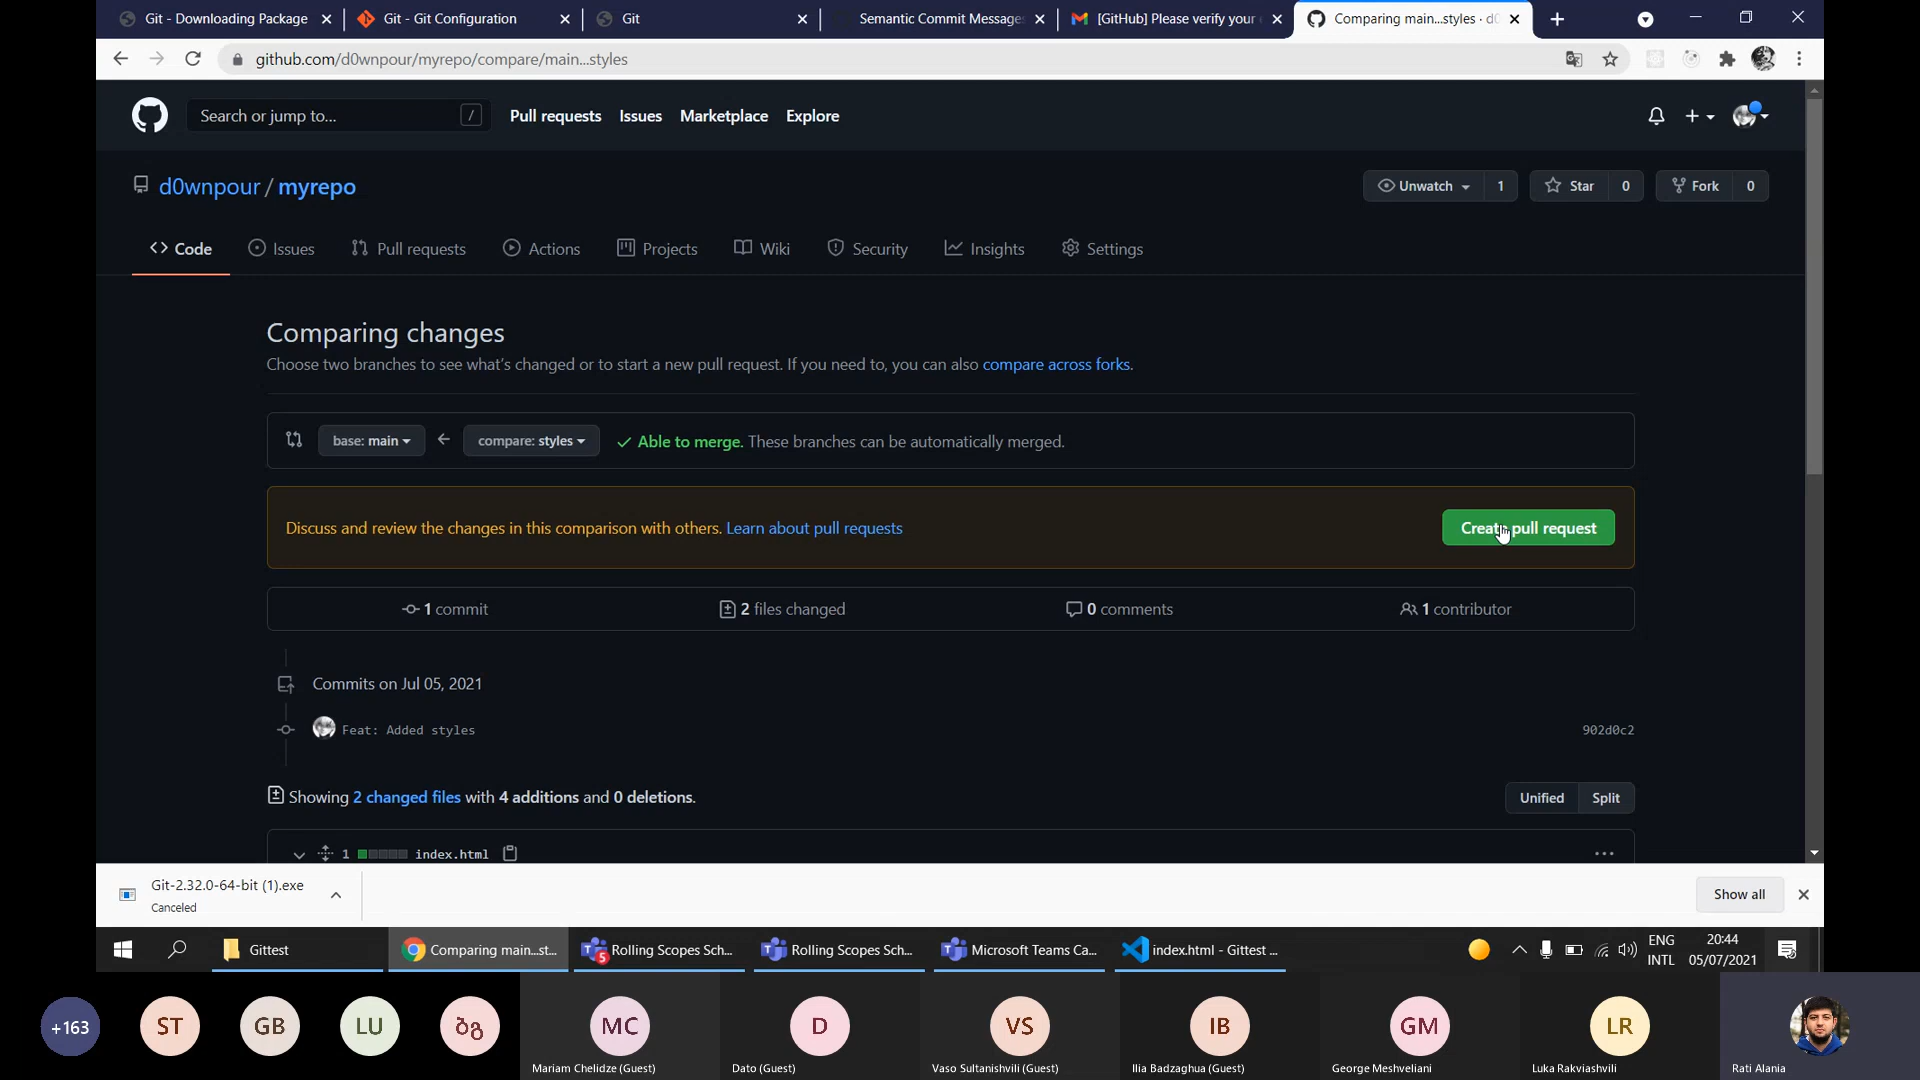 Git - Downloading Package
Git - Git Configuration
Git
Semantic Commit Messages
[GitHub] Please verify your
Comparing main...styles · d0
github.com/d0wnpour/myrepo/compare/main...styles
Search or jump to...
/
Pull requests
Issues
Marketplace
Explore
d0wnpour / myrepo
Unwatch 1
Star 0
Fork 0
Code
Issues
Pull requests
Actions
Projects
Wiki
Security
Insights
Settings
Comparing changes
Choose two branches to see what's changed or to start a new pull request. If you need to, you can also compare across forks.
base: main
compare: styles
Able to merge. These branches can be automatically merged.
Discuss and review the changes in this comparison with others. Learn about pull requests
Create pull request
1 commit
2 files changed
0 comments
1 contributor
Commits on Jul 05, 2021
Feat: Added styles
902d0c2
Showing 2 changed files with 4 additions and 0 deletions.
Unified
Split
1
index.html
Git-2.32.0-64-bit (1).exe
Canceled
Show all
Gittest
Comparing main...st...
5
Rolling Scopes Sch...
Rolling Scopes Sch...
Microsoft Teams Ca...
index.html - Gittest ...
ENG
INTL
20:44
05/07/2021
+163
ST
GB
LU
ბგ
MC
Mariam Chelidze (Guest)
D
Dato (Guest)
VS
Vaso Sultanishvili (Guest)
IB
Ilia Badzaghua (Guest)
GM
George Meshveliani
LR
Luka Rakviashvili
Rati Alania